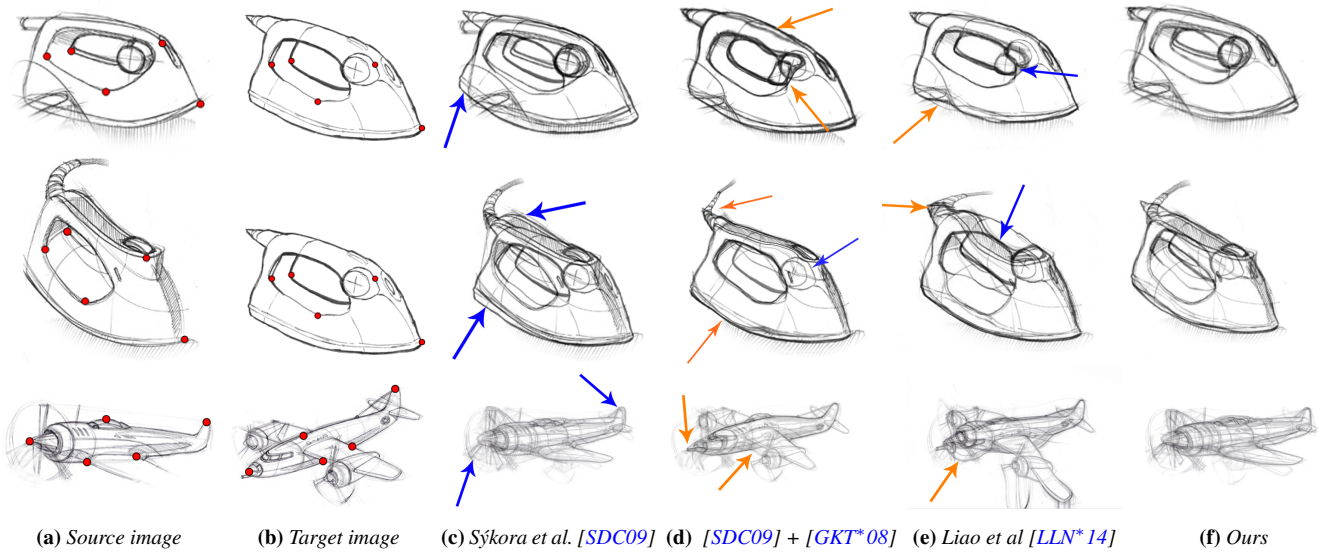 (a) Source image (b) Target image (c) Sýkora et al. [SDC09] (d) [SDC09] + [GKT*08] (e) Liao et al [LLN*14] (f) Ours